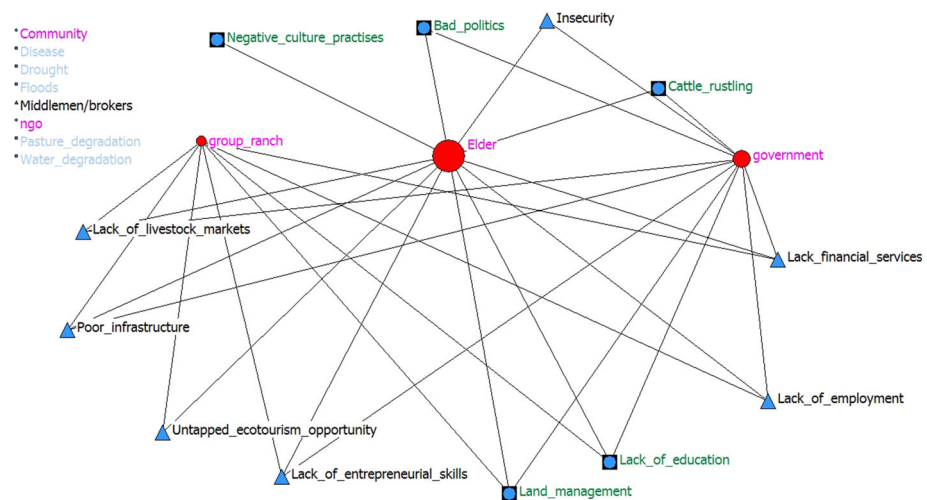 Community
Disease
Drought
Floods
Middlemen/brokers
ngo
Pasture_degradation
Water_degradation
Insecurity
Bad_politics
Negative_culture_practises
Cattle_rustling
group_ranch
Elder
government
Lack_of_livestock_markets
Lack_financial_services
Poor_infrastructure
Lack_of_employment
Untapped_ecotourism_opportunity
Lack_of_education
Lack_of_entrepreneurial_skills
Land_management